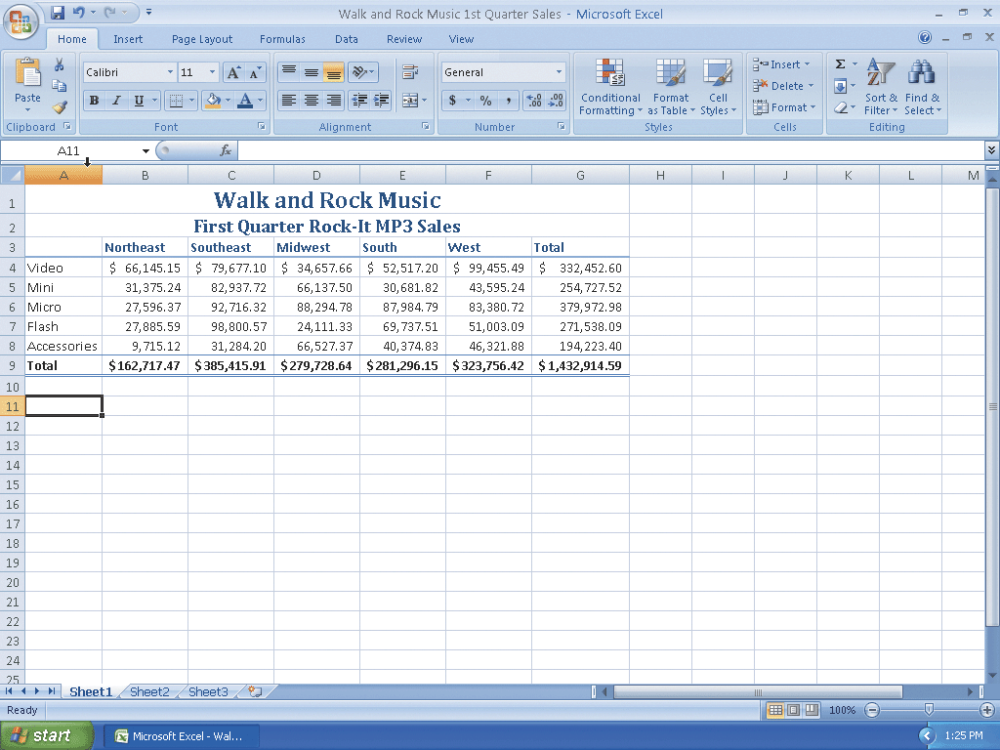 Walk and Rock Music 1st Quarter Sales - Microsoft Excel
Home Insert Page Layout Formulas Data Review View
Paste Calibri 11 A A General Conditional Formatting Format as Table Cell Styles Insert Delete Format Σ Sort & Filter Find & Select
B I U A $ % , .00 .00
Clipboard Font Alignment Number Styles Cells Editing
A11 fx
A B C D E F G H I J K L M
1 Walk and Rock Music
2 First Quarter Rock-It MP3 Sales
3 Northeast Southeast Midwest South West Total
4 Video $ 66,145.15 $ 79,677.10 $ 34,657.66 $ 52,517.20 $ 99,455.49 $ 332,452.60
5 Mini 31,375.24 82,937.72 66,137.50 30,681.82 43,595.24 254,727.52
6 Micro 27,596.37 92,716.32 88,294.78 87,984.79 83,380.72 379,972.98
7 Flash 27,885.59 98,800.57 24,111.33 69,737.51 51,003.09 271,538.09
8 Accessories 9,715.12 31,284.20 66,527.37 40,374.83 46,321.88 194,223.40
9 Total $162,717.47 $385,415.91 $279,728.64 $281,296.15 $323,756.42 $1,432,914.59
10
11
12
13
14
15
16
17
18
19
20
21
22
23
24
25
Sheet1 Sheet2 Sheet3
Ready 100%
start Microsoft Excel - Wal... 1:25 PM